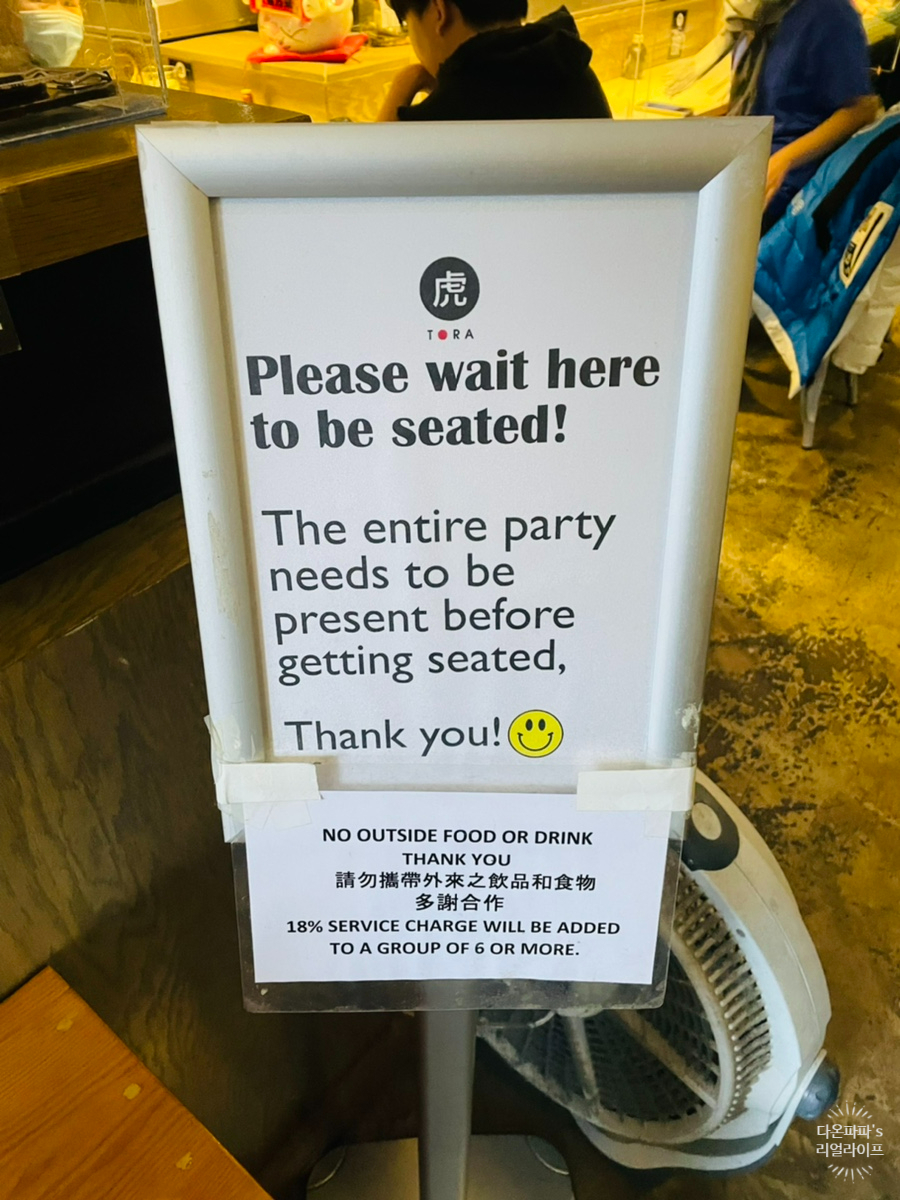 虎
TORA
Please wait here
to be seated!
The entire party
needs to be
present before
getting seated,
Thank you!
NO OUTSIDE FOOD OR DRINK
THANK YOU
請勿攜帶外來之飲品和食物
多謝合作
18% SERVICE CHARGE WILL BE ADDED
TO A GROUP OF 6 OR MORE.
다온파파's
리얼라이프